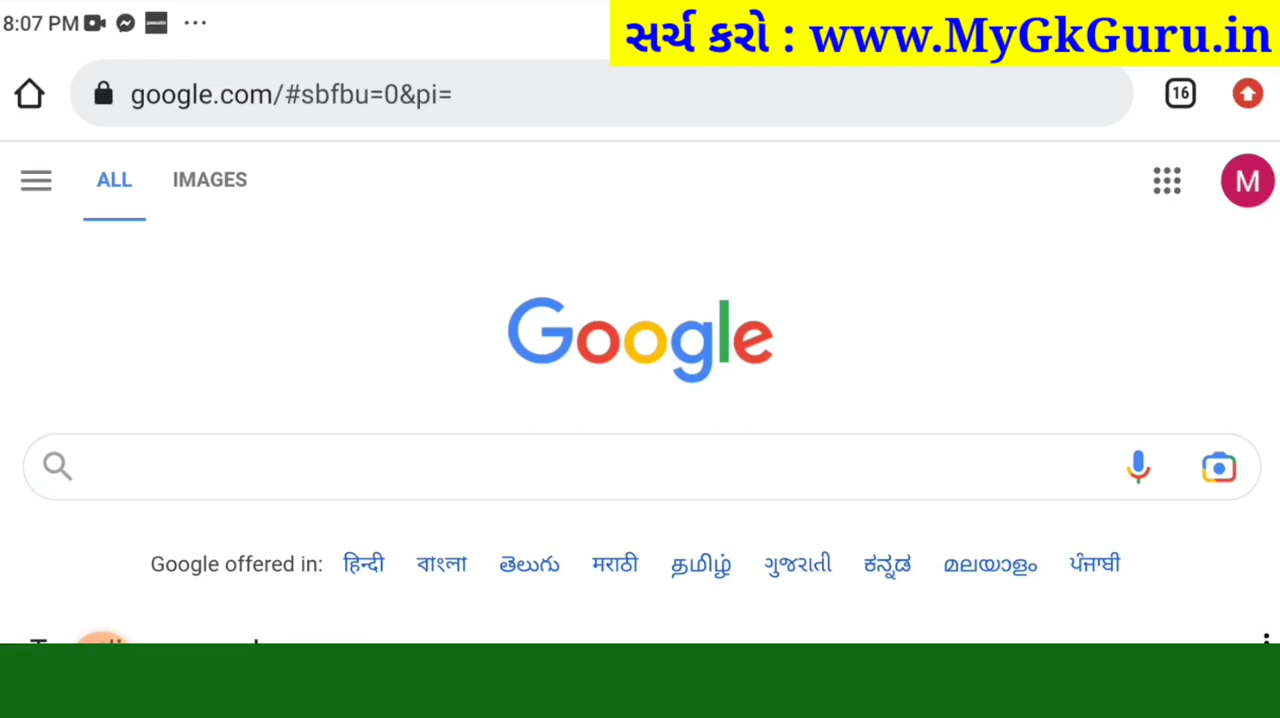 8:07 PM
સર્ચ કરો : www.MyGkGuru.in
google.com/#sbfbu=0&pi=
16
ALL IMAGES
M
Google
Google offered in: हिन्दी বাংলা తెలుగు मराठी தமிழ் ગુજરાતી ಕನ್ನಡ മലയാളം ਪੰਜਾਬੀ